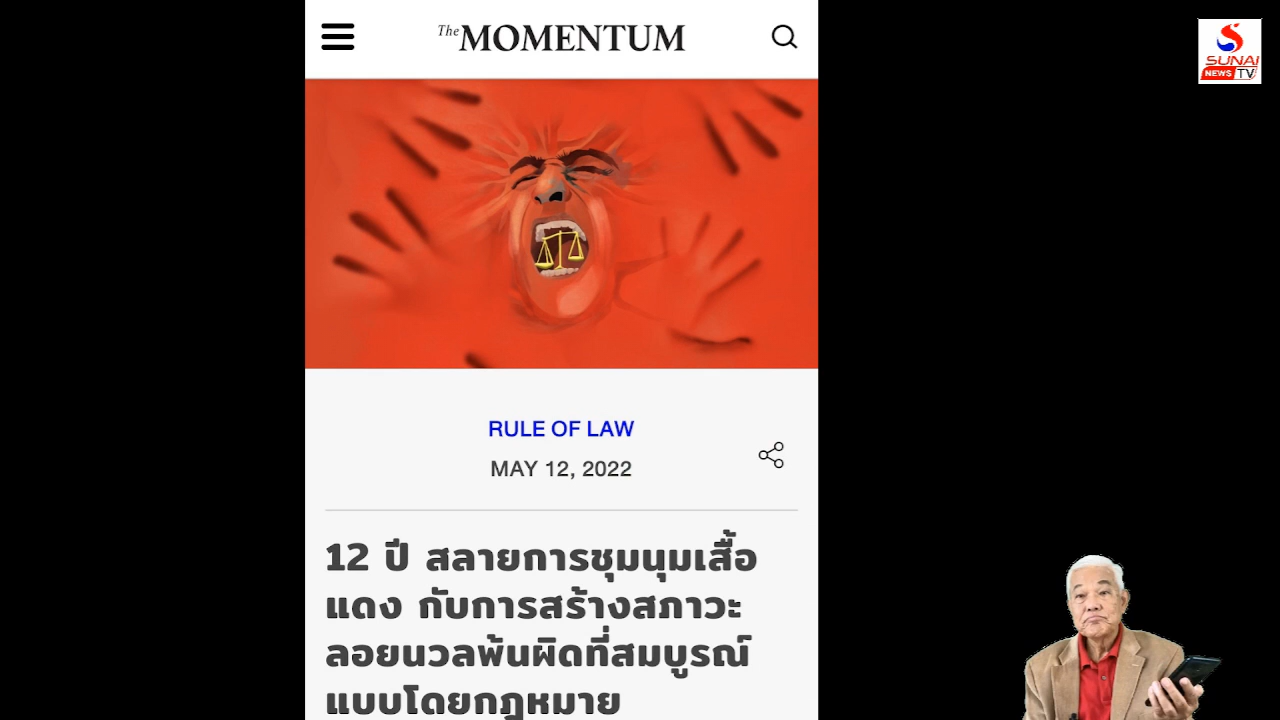 The MOMENTUM
SUNAI
NEWS TV
RULE OF LAW
MAY 12, 2022
12 ปี สลายการชุมนุมเสื้อ
แดง กับการสร้างสภาวะ
ลอยนวลพ้นผิดที่สมบูรณ์
แบบโดยกฎหมาย